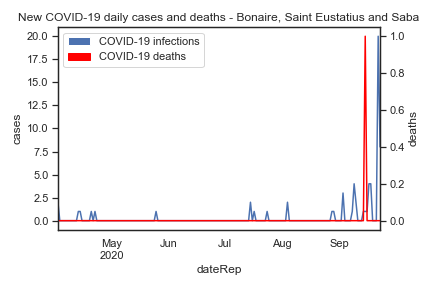 New COVID-19 daily cases and deaths - Bonaire, Saint Eustatius and Saba
COVID-19 infections
COVID-19 deaths
20.0
17.5
15.0
12.5
10.0
7.5
5.0
2.5
0.0
cases
1.0
0.8
0.6
0.4
0.2
0.0
deaths
May
2020
Jun
Jul
Aug
Sep
dateRep